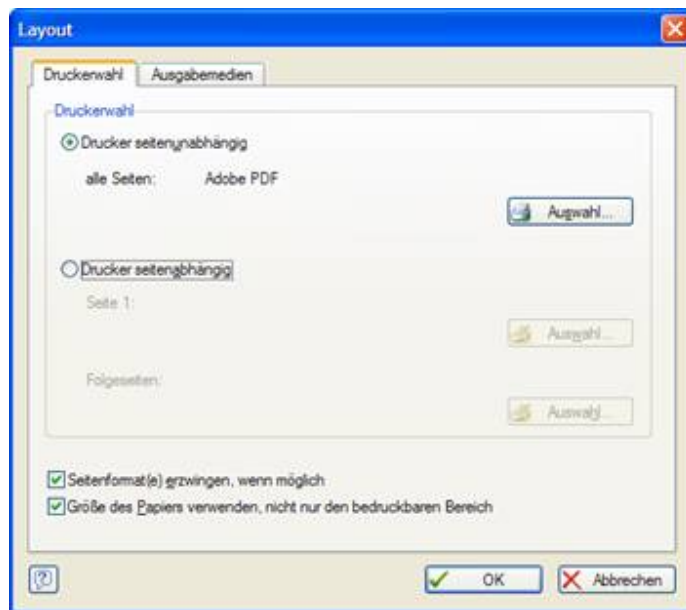 Layout
Druckerwahl Ausgabemedien
Druckerwahl
Drucker seitenunabhängig
alle Seiten: Adobe PDF
Auswahl...
Drucker seitenabhängig
Seite 1:
Auswahl...
Folgeseiten:
Auswahl...
Seitenformat(e) erzwingen, wenn möglich
Größe des Papiers verwenden, nicht nur den bedruckbaren Bereich
? OK Abbrechen